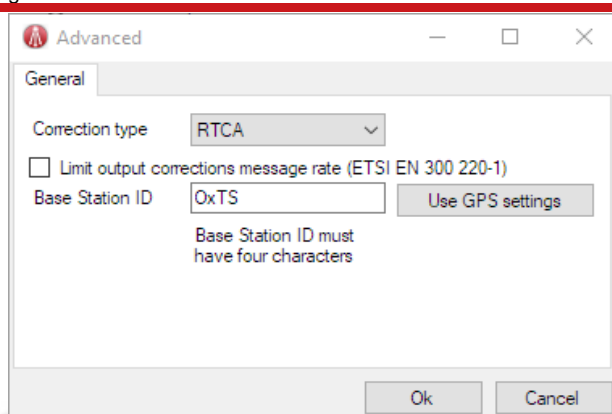 Advanced
General
Correction type RTCA
Limit output corrections message rate (ETSI EN 300 220-1)
Base Station ID OxTS Use GPS settings
Base Station ID must
have four characters
Ok Cancel